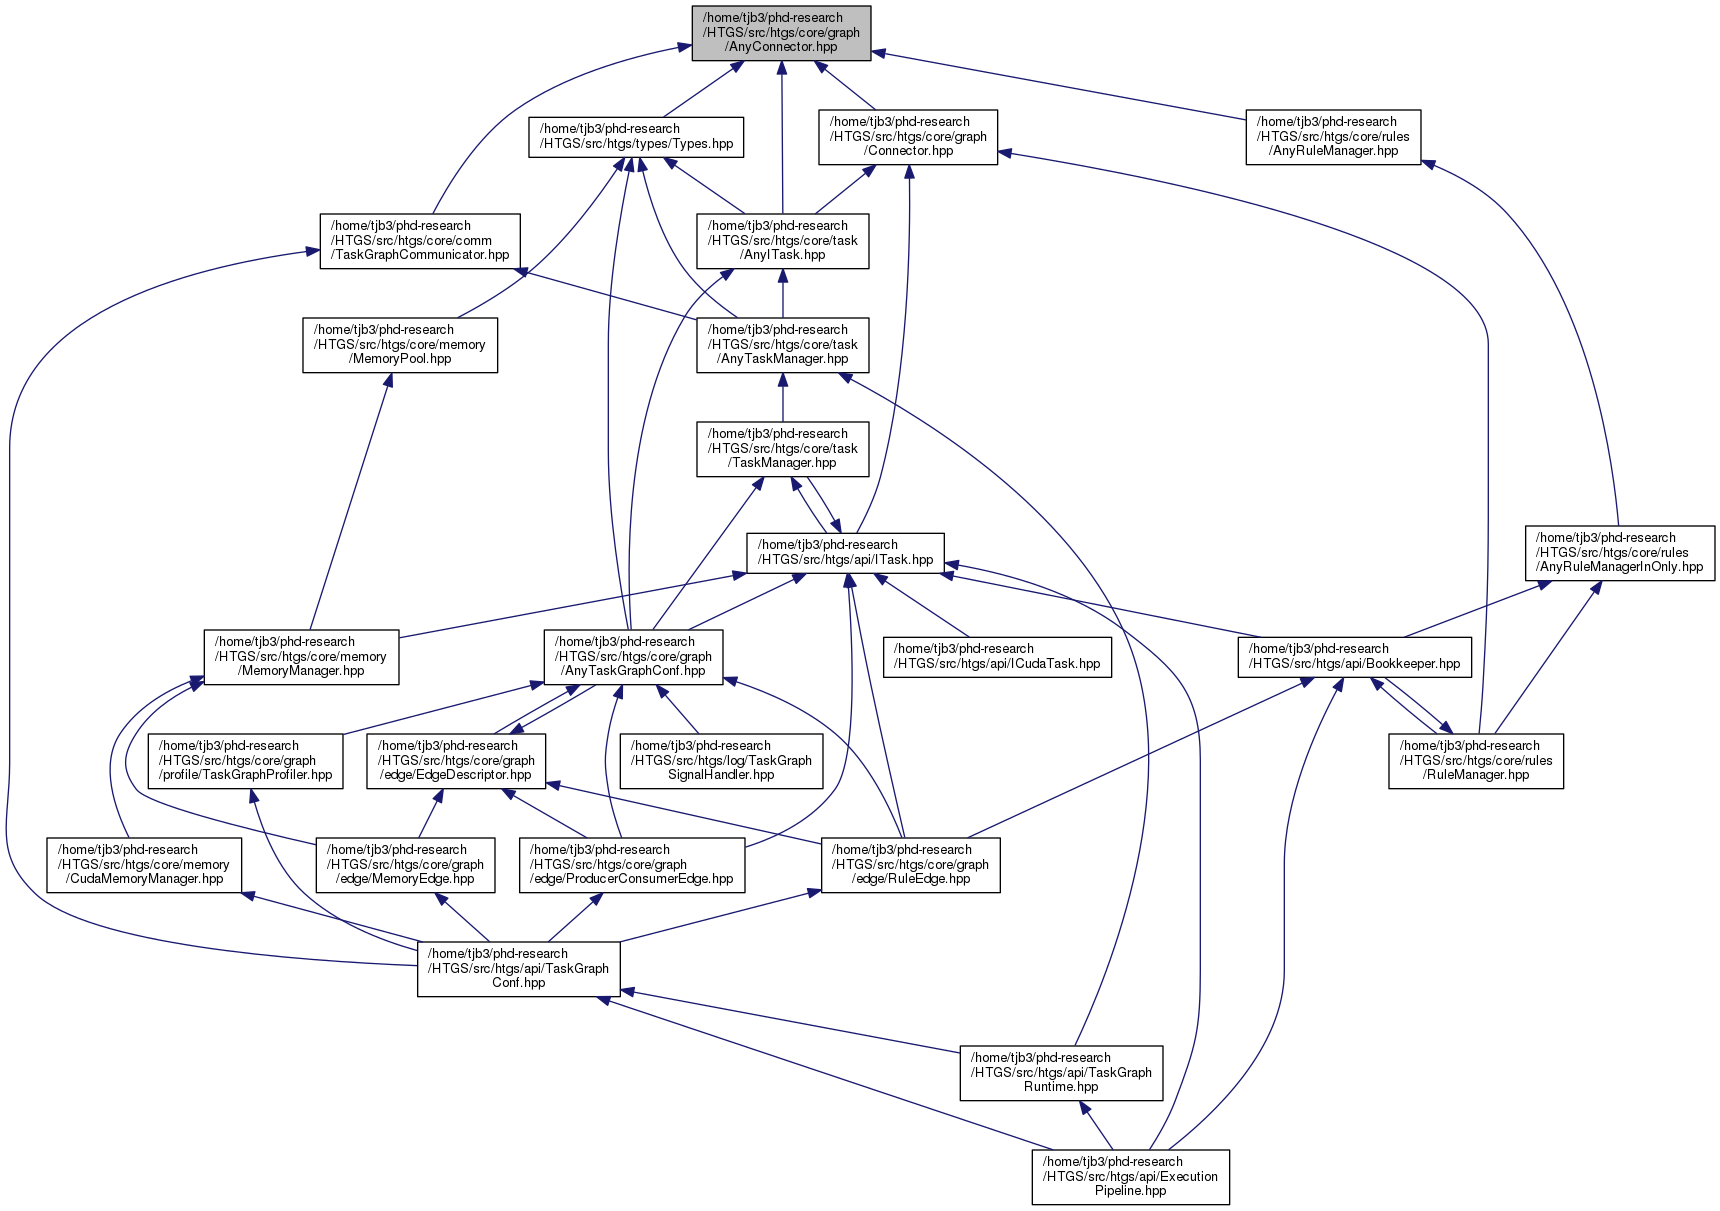 /home/tjb3/phd-research
/HTGS/src/htgs/core/graph
/AnyConnector.hpp
/home/tjb3/phd-research
/HTGS/src/htgs/types/Types.hpp
/home/tjb3/phd-research
/HTGS/src/htgs/core/graph
/Connector.hpp
/home/tjb3/phd-research
/HTGS/src/htgs/core/rules
/AnyRuleManager.hpp
/home/tjb3/phd-research
/HTGS/src/htgs/core/comm
/TaskGraphCommunicator.hpp
/home/tjb3/phd-research
/HTGS/src/htgs/core/task
/AnyITask.hpp
/home/tjb3/phd-research
/HTGS/src/htgs/core/memory
/MemoryPool.hpp
/home/tjb3/phd-research
/HTGS/src/htgs/core/task
/AnyTaskManager.hpp
/home/tjb3/phd-research
/HTGS/src/htgs/core/task
/TaskManager.hpp
/home/tjb3/phd-research
/HTGS/src/htgs/api/ITask.hpp
/home/tjb3/phd-research
/HTGS/src/htgs/core/rules
/AnyRuleManagerInOnly.hpp
/home/tjb3/phd-research
/HTGS/src/htgs/core/memory
/MemoryManager.hpp
/home/tjb3/phd-research
/HTGS/src/htgs/core/graph
/AnyTaskGraphConf.hpp
/home/tjb3/phd-research
/HTGS/src/htgs/api/ICudaTask.hpp
/home/tjb3/phd-research
/HTGS/src/htgs/api/Bookkeeper.hpp
/home/tjb3/phd-research
/HTGS/src/htgs/core/graph
/profile/TaskGraphProfiler.hpp
/home/tjb3/phd-research
/HTGS/src/htgs/core/graph
/edge/EdgeDescriptor.hpp
/home/tjb3/phd-research
/HTGS/src/htgs/log/TaskGraph
SignalHandler.hpp
/home/tjb3/phd-research
/HTGS/src/htgs/core/rules
/RuleManager.hpp
/home/tjb3/phd-research
/HTGS/src/htgs/core/memory
/CudaMemoryManager.hpp
/home/tjb3/phd-research
/HTGS/src/htgs/core/graph
/edge/MemoryEdge.hpp
/home/tjb3/phd-research
/HTGS/src/htgs/core/graph
/edge/ProducerConsumerEdge.hpp
/home/tjb3/phd-research
/HTGS/src/htgs/core/graph
/edge/RuleEdge.hpp
/home/tjb3/phd-research
/HTGS/src/htgs/api/TaskGraph
Conf.hpp
/home/tjb3/phd-research
/HTGS/src/htgs/api/TaskGraph
Runtime.hpp
/home/tjb3/phd-research
/HTGS/src/htgs/api/Execution
Pipeline.hpp